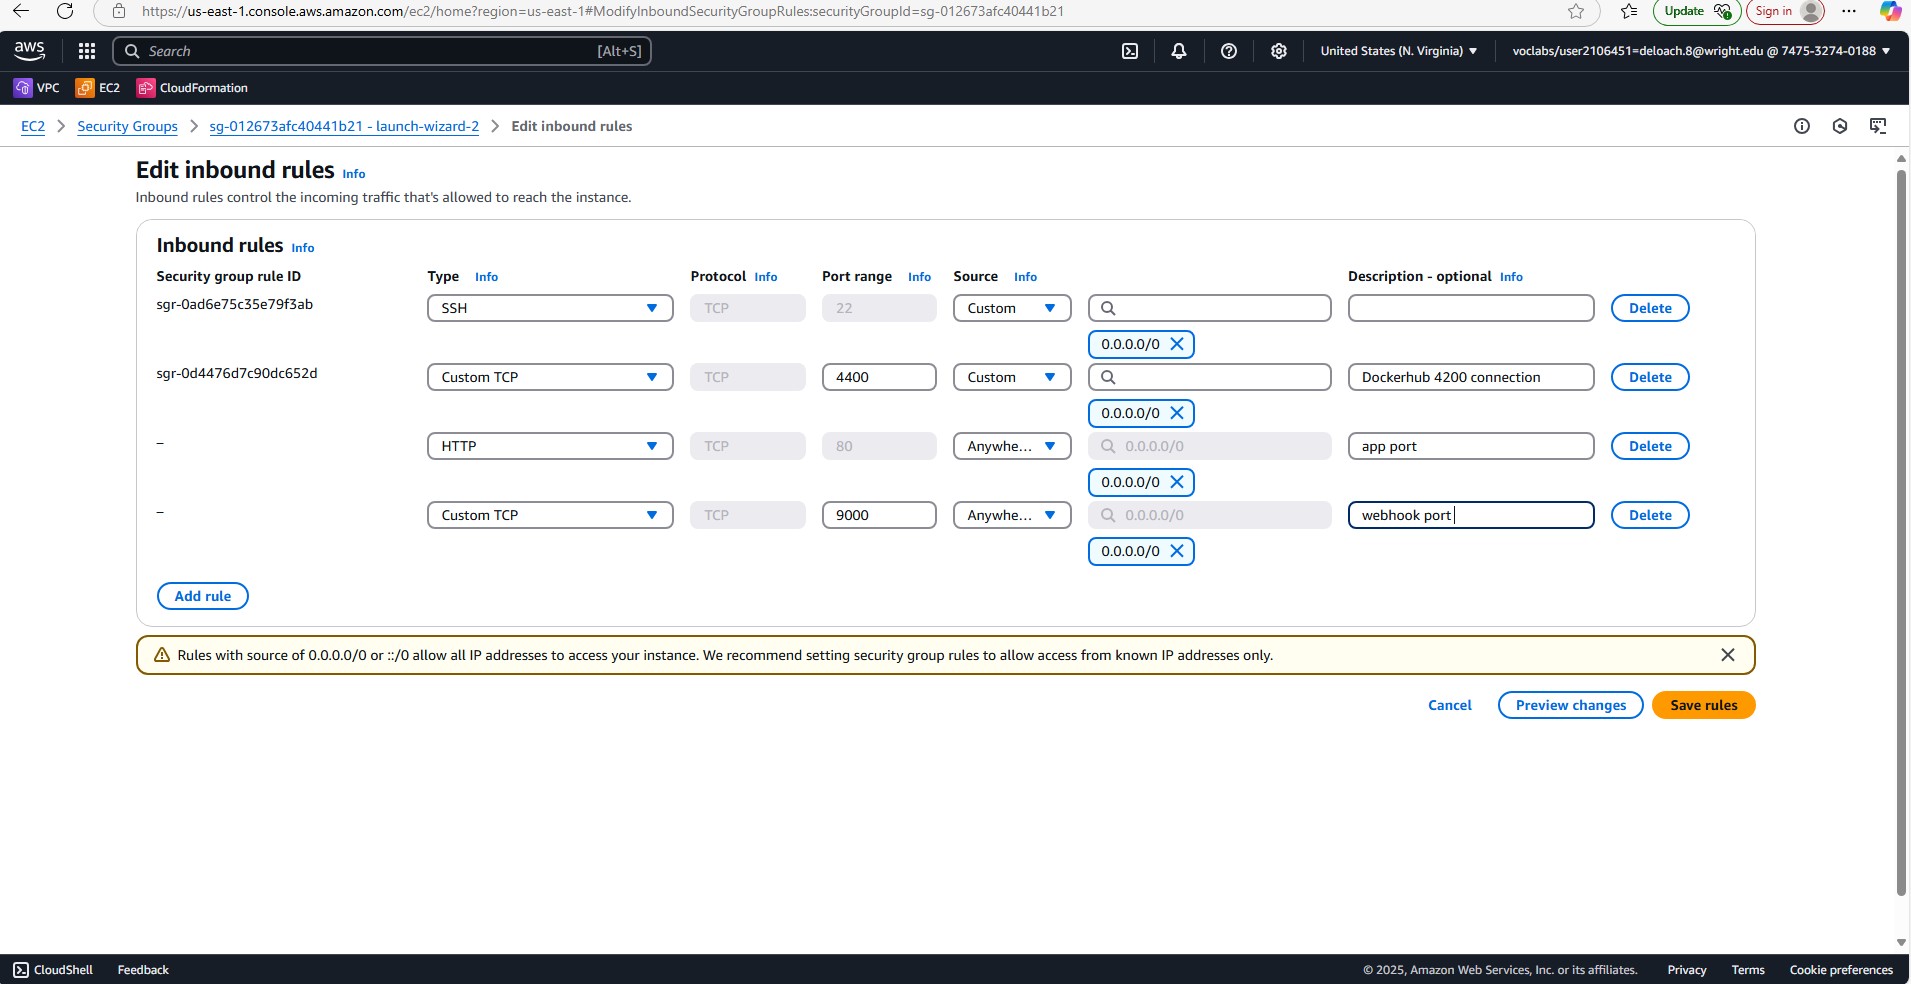 https://us-east-1.console.aws.amazon.com/ec2/home?region=us-east-1#ModifyInboundSecurityGroupRules:securityGroupId=sg-012673afc40441b21
Update
Sign in
aws
Search
[Alt+S]
United States (N. Virginia)
voclabs/user2106451=deloach.8@wright.edu @ 7475-3274-0188
VPC
EC2
CloudFormation
EC2 > Security Groups > sg-012673afc40441b21 - launch-wizard-2 > Edit inbound rules
Edit inbound rules Info
Inbound rules control the incoming traffic that's allowed to reach the instance.
Inbound rules Info
Security group rule ID Type Info Protocol Info Port range Info Source Info Description - optional Info
sgr-0ad6e75c35e79f3ab SSH TCP 22 Custom Delete
0.0.0.0/0
sgr-0d4476d7c90dc652d Custom TCP TCP 4400 Custom Dockerhub 4200 connection Delete
0.0.0.0/0
– HTTP TCP 80 Anywhe... 0.0.0.0/0 app port Delete
0.0.0.0/0
– Custom TCP TCP 9000 Anywhe... 0.0.0.0/0 webhook port Delete
0.0.0.0/0
Add rule
Rules with source of 0.0.0.0/0 or ::/0 allow all IP addresses to access your instance. We recommend setting security group rules to allow access from known IP addresses only.
Cancel Preview changes Save rules
CloudShell Feedback © 2025, Amazon Web Services, Inc. or its affiliates. Privacy Terms Cookie preferences